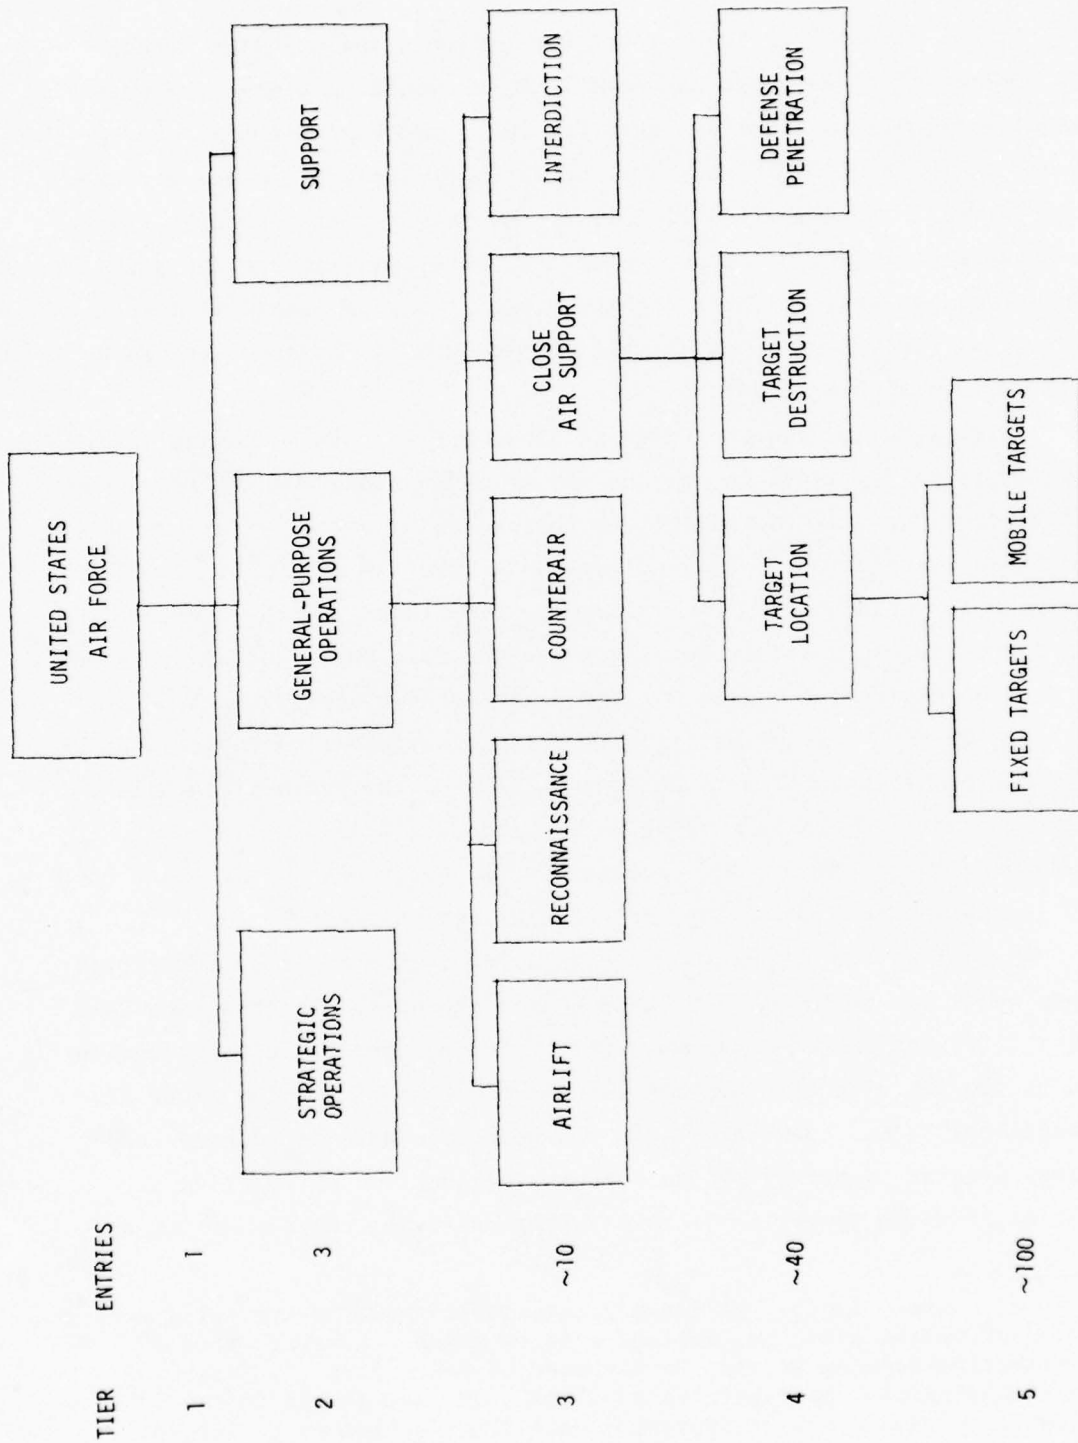 TIER ENTRIES
1 1
UNITED STATES
AIR FORCE
2 3
STRATEGIC
OPERATIONS
GENERAL-PURPOSE
OPERATIONS
SUPPORT
3 ~10
AIRLIFT
RECONNAISSANCE
COUNTERAIR
CLOSE
AIR SUPPORT
INTERDICTION
4 ~40
TARGET
LOCATION
TARGET
DESTRUCTION
DEFENSE
PENETRATION
5 ~100
FIXED TARGETS
MOBILE TARGETS